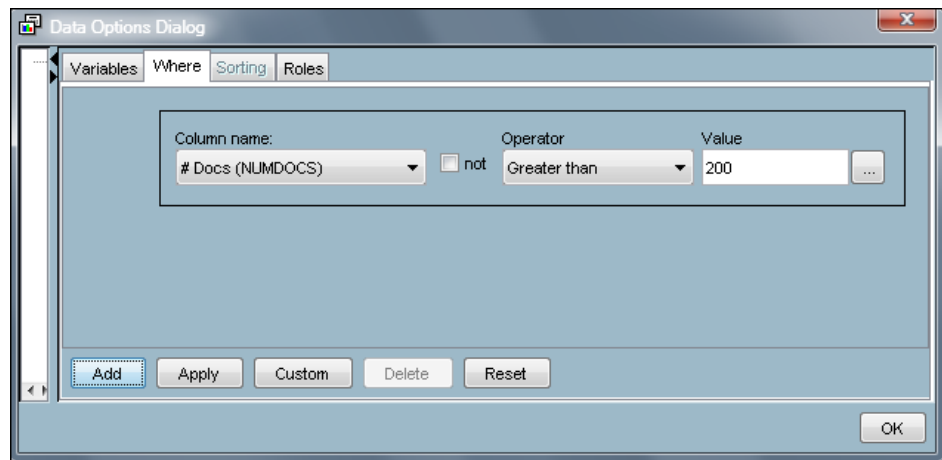 Data Options Dialog
Variables Where Sorting Roles
Column name: Operator Value
# Docs (NUMDOCS) not Greater than 200 ...
Add Apply Custom Delete Reset
OK